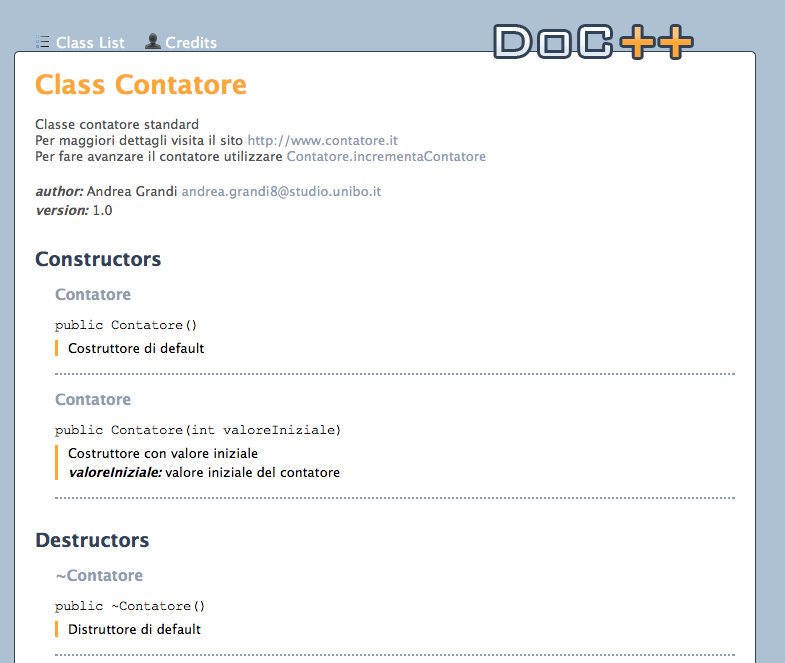 Class List
Credits
DoC++
Class Contatore
Classe contatore standard
Per maggiori dettagli visita il sito http://www.contatore.it
Per fare avanzare il contatore utilizzare Contatore.incrementaContatore
author: Andrea Grandi andrea.grandi8@studio.unibo.it
version: 1.0
Constructors
Contatore
public Contatore()
Costruttore di default
Contatore
public Contatore(int valoreIniziale)
Costruttore con valore iniziale
valoreIniziale: valore iniziale del contatore
Destructors
~Contatore
public ~Contatore()
Distruttore di default